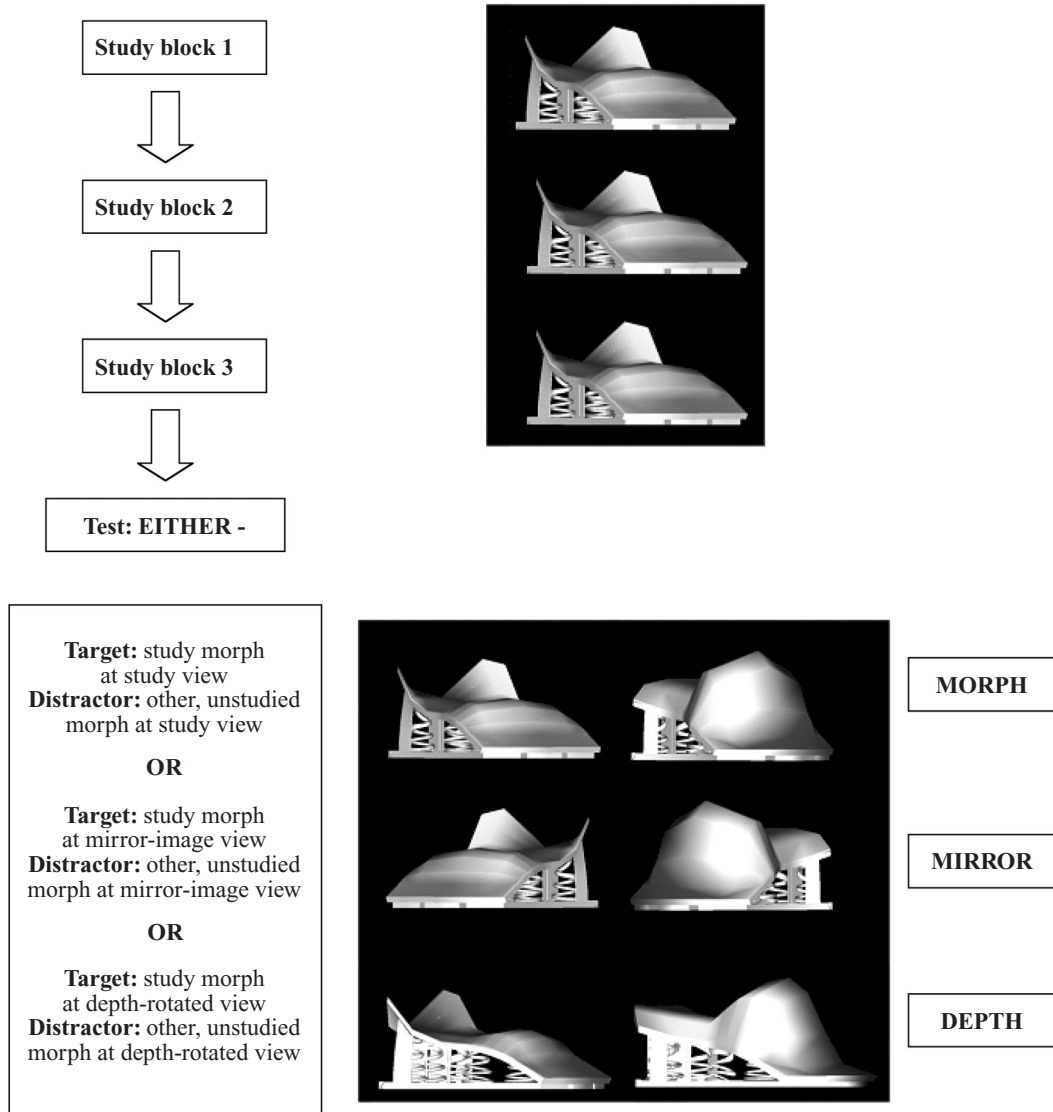 Study block 1
Study block 2
Study block 3
Test: EITHER -
Target: study morph
at study view
Distractor: other, unstudied
morph at study view
OR
Target: study morph
at mirror-image view
Distractor: other, unstudied
morph at mirror-image view
OR
Target: study morph
at depth-rotated view
Distractor: other, unstudied
morph at depth-rotated view
MORPH
MIRROR
DEPTH